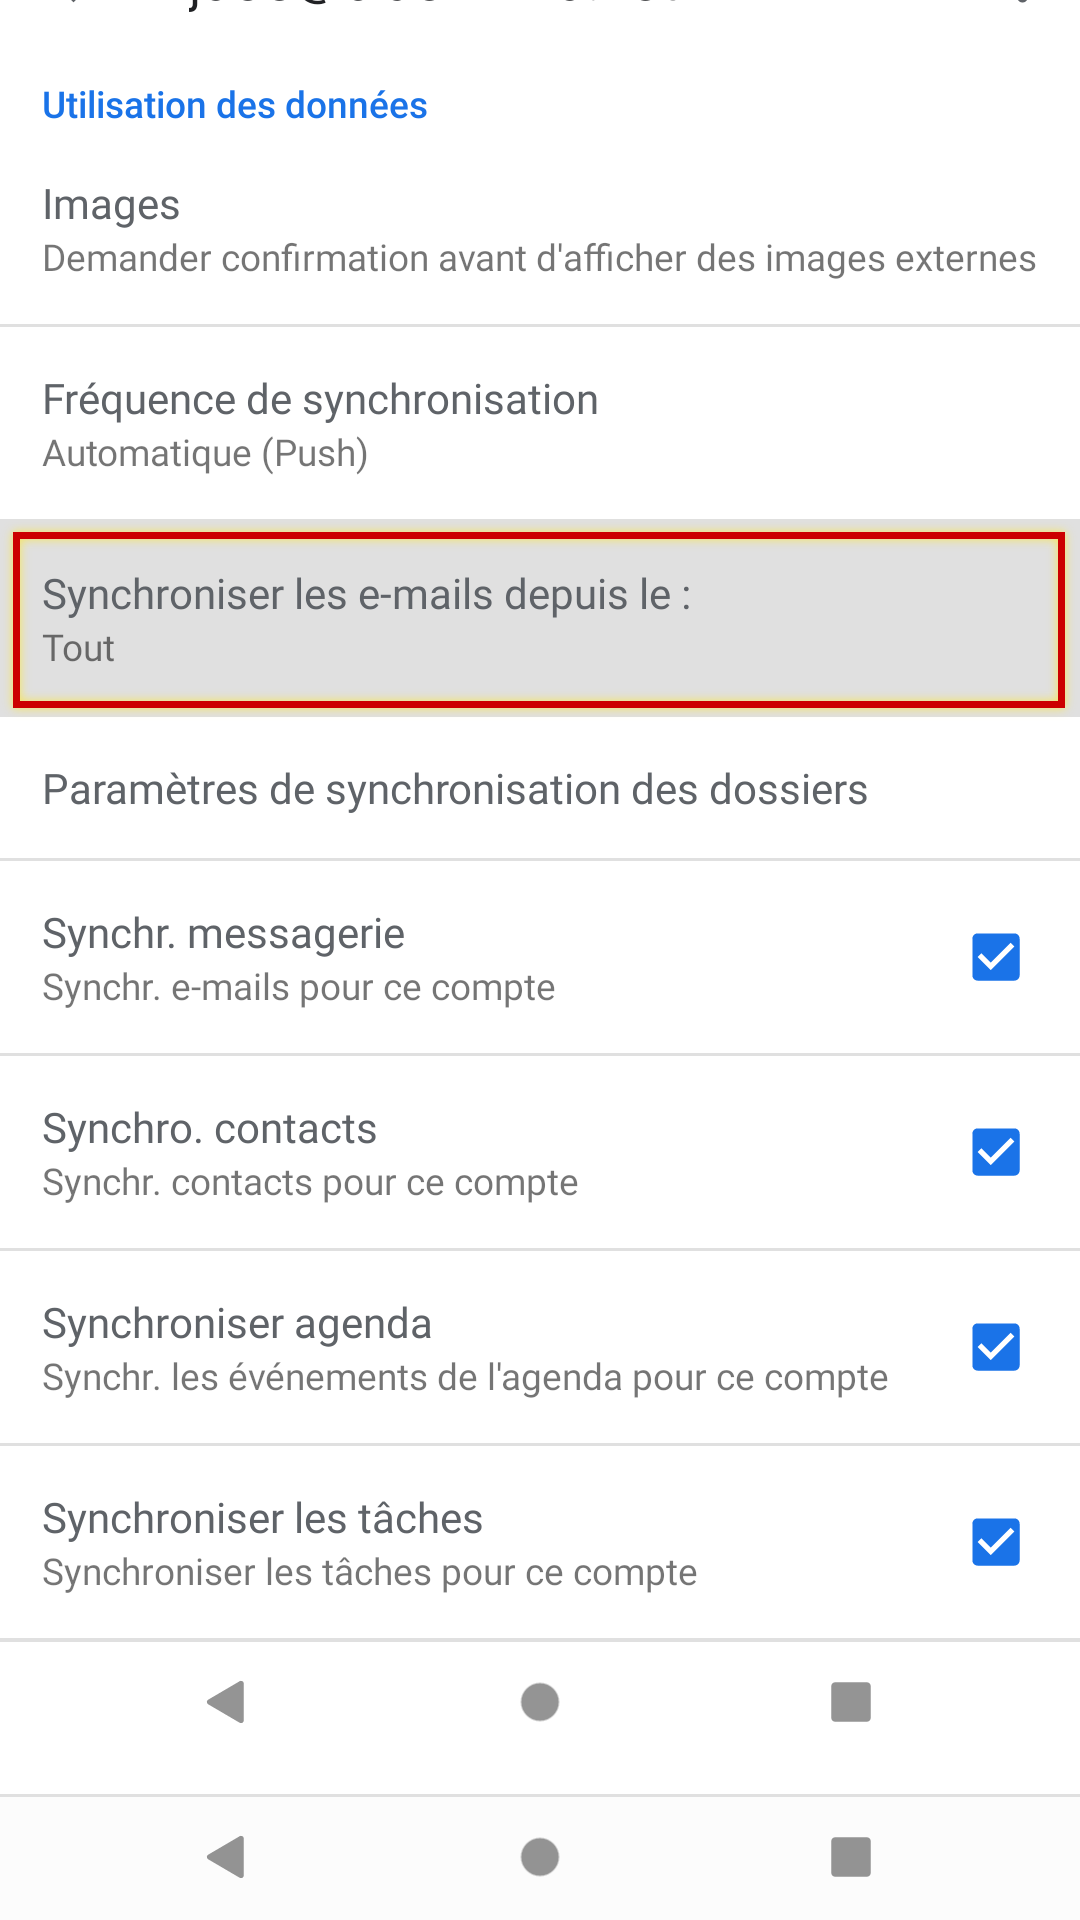 Utilisation des données
Images
Demander confirmation avant d'afficher des images externes
Fréquence de synchronisation
Automatique (Push)
Synchroniser les e-mails depuis le :
Tout
Paramètres de synchronisation des dossiers
Synchr. messagerie
Synchr. e-mails pour ce compte
Synchro. contacts
Synchr. contacts pour ce compte
Synchroniser agenda
Synchr. les événements de l'agenda pour ce compte
Synchroniser les tâches
Synchroniser les tâches pour ce compte